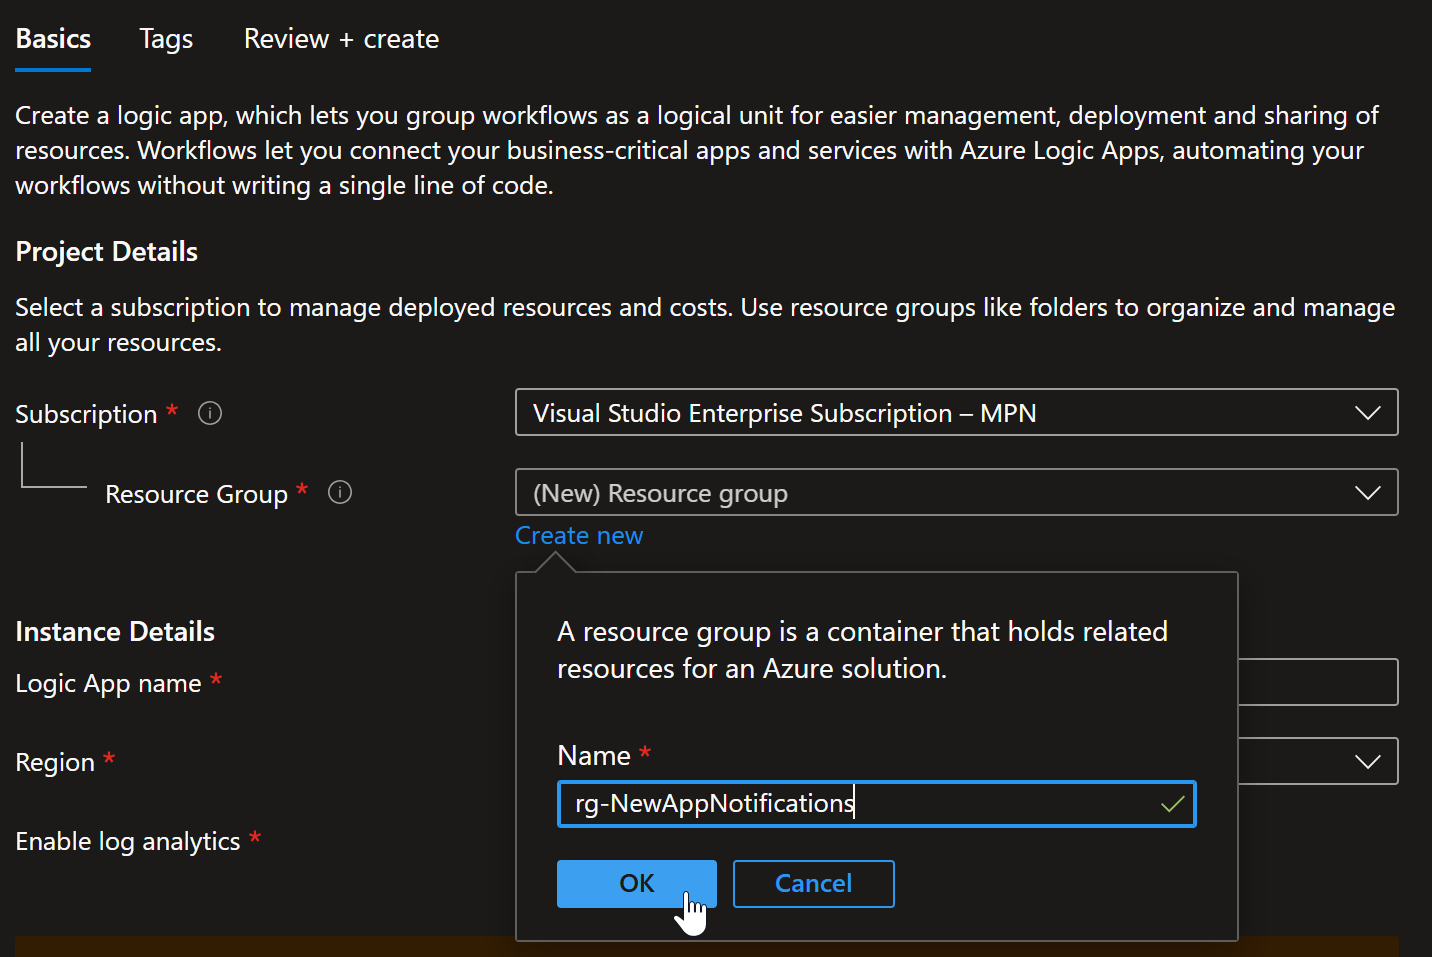 Basics Tags Review + create
Create a logic app, which lets you group workflows as a logical unit for easier management, deployment and sharing of
resources. Workflows let you connect your business-critical apps and services with Azure Logic Apps, automating your
workflows without writing a single line of code.
Project Details
Select a subscription to manage deployed resources and costs. Use resource groups like folders to organize and manage
all your resources.
Subscription * Visual Studio Enterprise Subscription – MPN
Resource Group * (New) Resource group
Create new
A resource group is a container that holds related
resources for an Azure solution.
Name *
rg-NewAppNotifications
OK Cancel
Instance Details
Logic App name *
Region *
Enable log analytics *